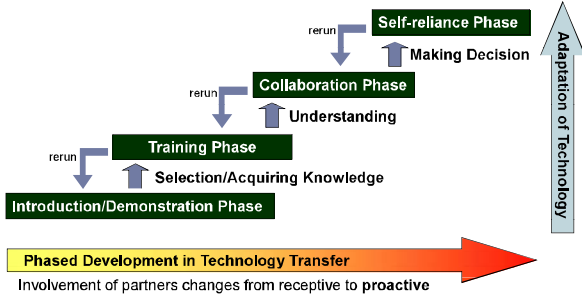 Self-reliance Phase
rerun
Making Decision
Collaboration Phase
rerun
Understanding
Training Phase
rerun
Selection/Acquiring Knowledge
Introduction/Demonstration Phase
Adaptation of Technology
Phased Development in Technology Transfer
Involvement of partners changes from receptive to proactive